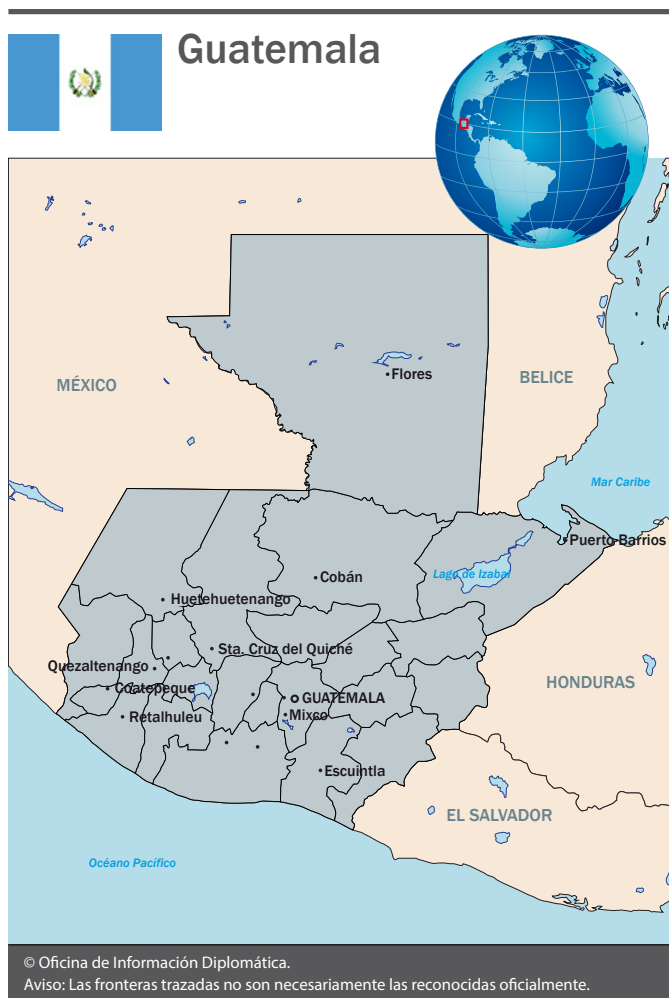 Guatemala
Flores
MÉXICO
BELICE
Mar Caribe
Puerto Barrios
Cobán
Lago de Izabal
Huetehuetenango
Sta. Cruz del Quiché
Quezaltenango
HONDURAS
Coatepeque
GUATEMALA
Retalhuleu
Mixco
Escuintla
EL SALVADOR
Océano Pacífico
© Oficina de Información Diplomática.
Aviso: Las fronteras trazadas no son necesariamente las reconocidas oficialmente.